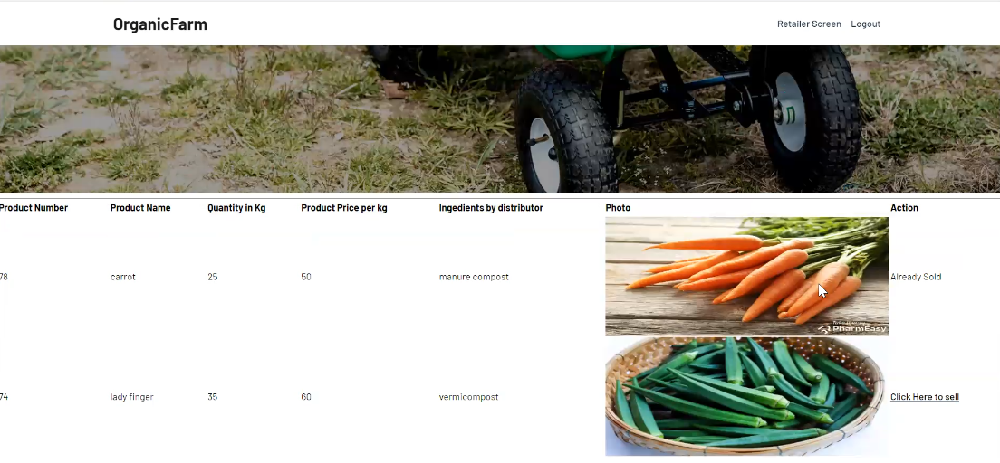 OrganicFarm
Retailer Screen Logout
Product Number Product Name Quantity in Kg Product Price per kg Ingedients by distributor Photo Action
78 carrot 25 50 manure compost Already Sold
PharmEasy
74 lady finger 35 60 vermicompost Click Here to sell